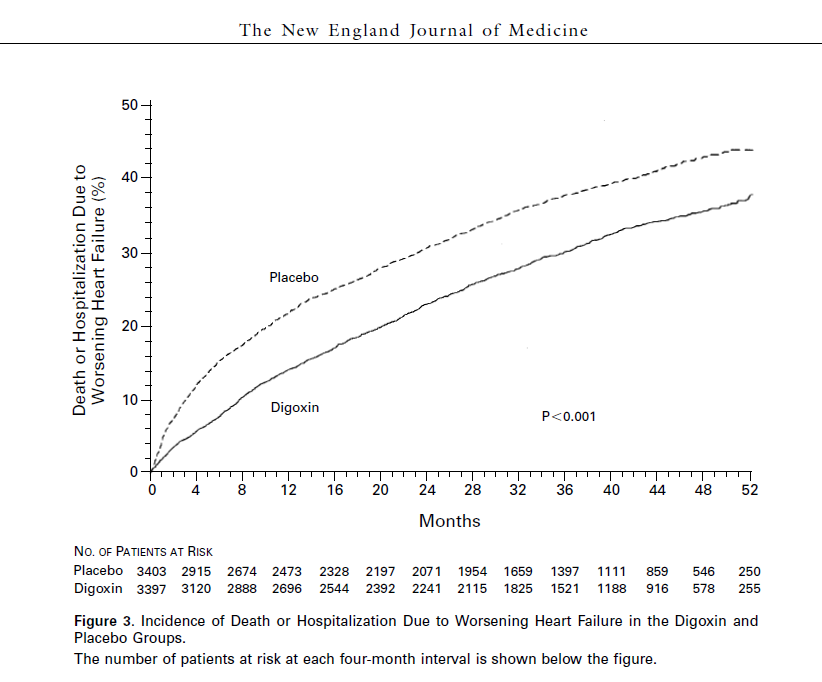 The New England Journal of Medicine
50
40
30
20
10
0
Death or Hospitalization Due to
Worsening Heart Failure (%)
Placebo
Digoxin
P<0.001
0 4 8 12 16 20 24 28 32 36 40 44 48 52
Months
NO. OF PATIENTS AT RISK
Placebo 3403 2915 2674 2473 2328 2197 2071 1954 1659 1397 1111 859 546 250
Digoxin 3397 3120 2888 2696 2544 2392 2241 2115 1825 1521 1188 916 578 255
Figure 3. Incidence of Death or Hospitalization Due to Worsening Heart Failure in the Digoxin and
Placebo Groups.
The number of patients at risk at each four-month interval is shown below the figure.